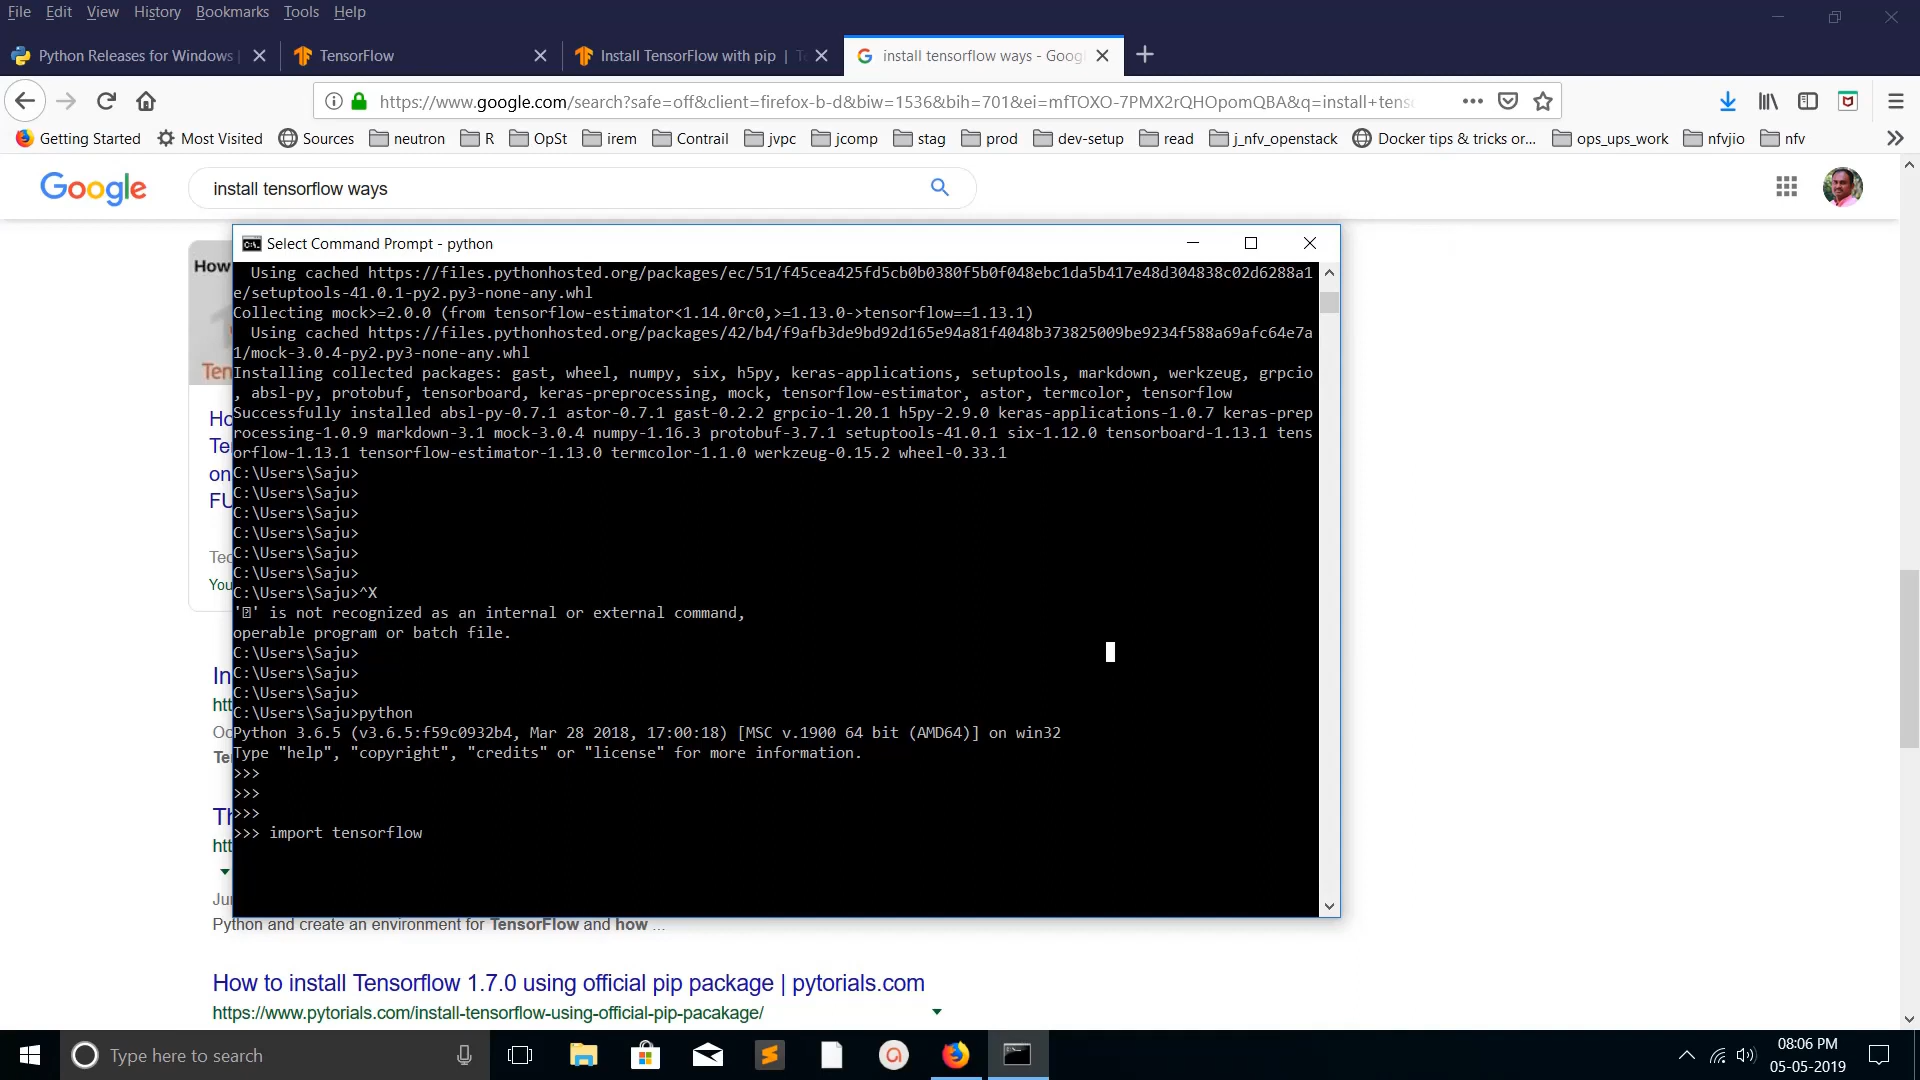 File Edit View History Bookmarks Tools Help
Python Releases for Windows
TensorFlow
Install TensorFlow with pip |
install tensorflow ways - Goog
https://www.google.com/search?safe=off&client=firefox-b-d&biw=1536&bih=701&ei=mfTOXO-7PMX2rQHOpomQBA&q=install+tens
Getting Started Most Visited Sources neutron R OpSt irem Contrail jvpc jcomp stag prod dev-setup read j_nfv_openstack Docker tips & tricks or... ops_ups_work nfvjio nfv
Google
install tensorflow ways
Select Command Prompt - python
How
Using cached https://files.pythonhosted.org/packages/ec/51/f45cea425fd5cb0b0380f5b0f048ebc1da5b417e48d304838c02d6288a1
e/setuptools-41.0.1-py2.py3-none-any.whl
Collecting mock>=2.0.0 (from tensorflow-estimator<1.14.0rc0,>=1.13.0->tensorflow==1.13.1)
Using cached https://files.pythonhosted.org/packages/42/b4/f9afb3de9bd92d165e94a81f4048b373825009be9234f588a69afc64e7a
1/mock-3.0.4-py2.py3-none-any.whl
Installing collected packages: gast, wheel, numpy, six, h5py, keras-applications, setuptools, markdown, werkzeug, grpcio
, absl-py, protobuf, tensorboard, keras-preprocessing, mock, tensorflow-estimator, astor, termcolor, tensorflow
Successfully installed absl-py-0.7.1 astor-0.7.1 gast-0.2.2 grpcio-1.20.1 h5py-2.9.0 keras-applications-1.0.7 keras-prep
rocessing-1.0.9 markdown-3.1 mock-3.0.4 numpy-1.16.3 protobuf-3.7.1 setuptools-41.0.1 six-1.12.0 tensorboard-1.13.1 tens
orflow-1.13.1 tensorflow-estimator-1.13.0 termcolor-1.1.0 werkzeug-0.15.2 wheel-0.33.1
C:\Users\Saju>
C:\Users\Saju>
C:\Users\Saju>
C:\Users\Saju>
C:\Users\Saju>
C:\Users\Saju>
C:\Users\Saju>^X
'⍰' is not recognized as an internal or external command,
operable program or batch file.
C:\Users\Saju>
C:\Users\Saju>
C:\Users\Saju>
C:\Users\Saju>python
Python 3.6.5 (v3.6.5:f59c0932b4, Mar 28 2018, 17:00:18) [MSC v.1900 64 bit (AMD64)] on win32
Type "help", "copyright", "credits" or "license" for more information.
>>>
>>>
>>>
>>> import tensorflow
Python and create an environment for TensorFlow and how ...
How to install Tensorflow 1.7.0 using official pip package | pytorials.com
https://www.pytorials.com/install-tensorflow-using-official-pip-pacakage/
Type here to search
08:06 PM
05-05-2019